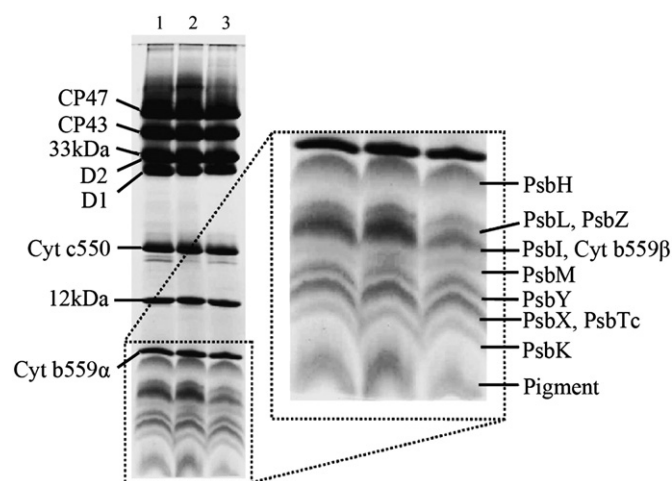 1 2 3
CP47
CP43
33kDa
D2
D1
Cyt c550
12kDa
Cyt b559α
PsbH
PsbL, PsbZ
PsbI, Cyt b559β
PsbM
PsbY
PsbX, PsbTc
PsbK
Pigment